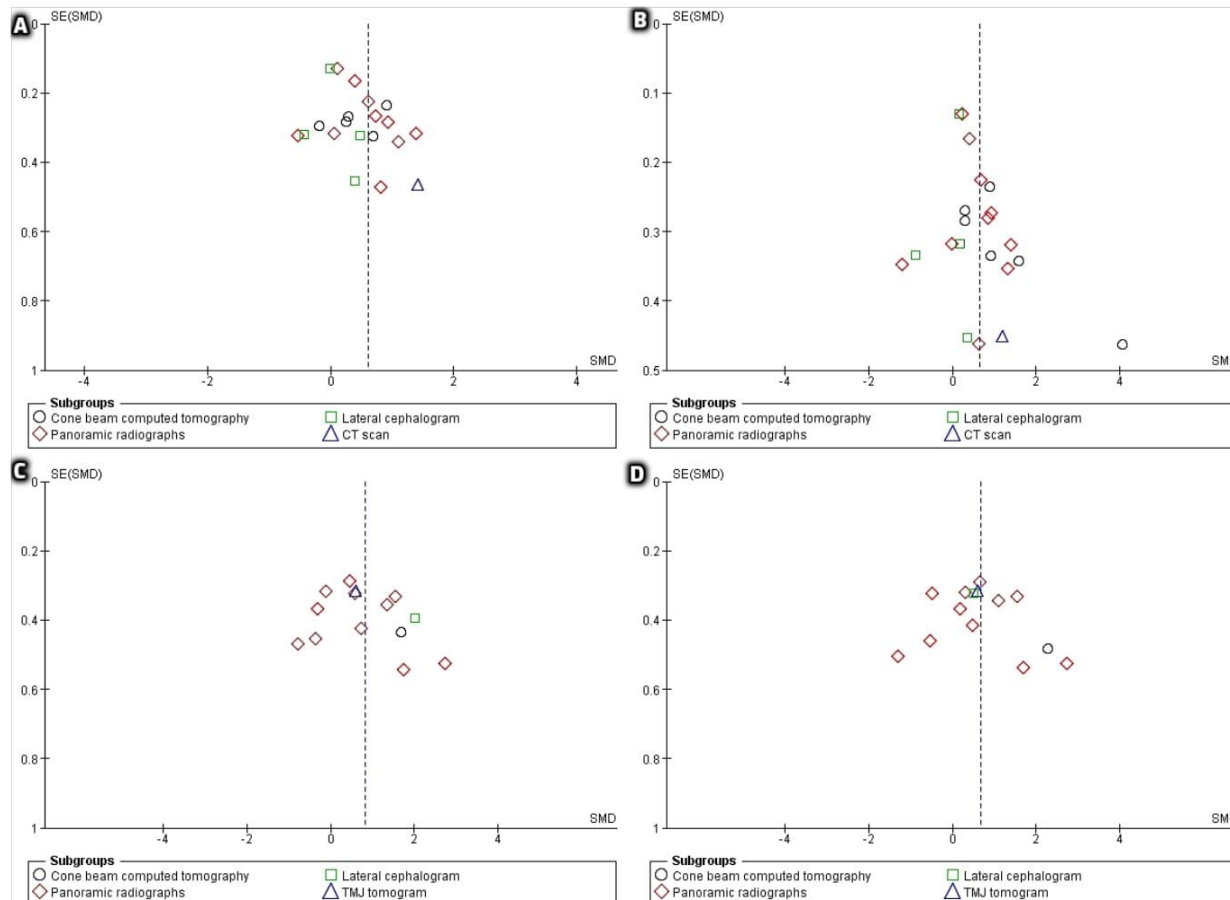 A
SE(SMD)
0
0.2
0.4
0.6
0.8
1
-4
-2
0
2
4
SMD
Subgroups
Cone beam computed tomography
Lateral cephalogram
Panoramic radiographs
CT scan
B
SE(SMD)
0
0.1
0.2
0.3
0.4
0.5
-4
-2
0
2
4
SM
Subgroups
Cone beam computed tomography
Lateral cephalogram
Panoramic radiographs
CT scan
C
SE(SMD)
0
0.2
0.4
0.6
0.8
1
-4
-2
0
2
4
SMD
Subgroups
Cone beam computed tomography
Lateral cephalogram
Panoramic radiographs
TMJ tomogram
D
SE(SMD)
0
0.2
0.4
0.6
0.8
1
-4
-2
0
2
4
SM
Subgroups
Cone beam computed tomography
Lateral cephalogram
Panoramic radiographs
TMJ tomogram